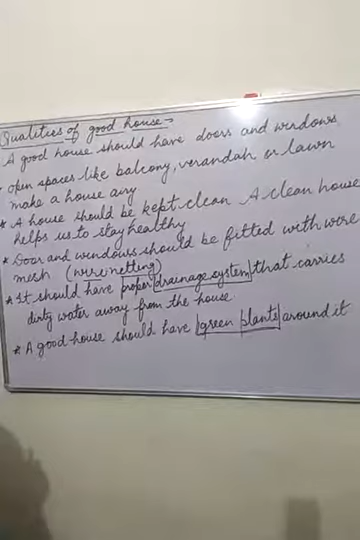 Qualities of good house→
A good house should have doors and windows
open spaces like balcony, verandah or lawn
make a house airy
* A house should be kept clean A clean house
helps us to stay healthy
* Door and windows should be fitted with wire
mesh (wire netting)
* It should have proper drainage system that carries
dirty water away from the house
* A good house should have green plants around it